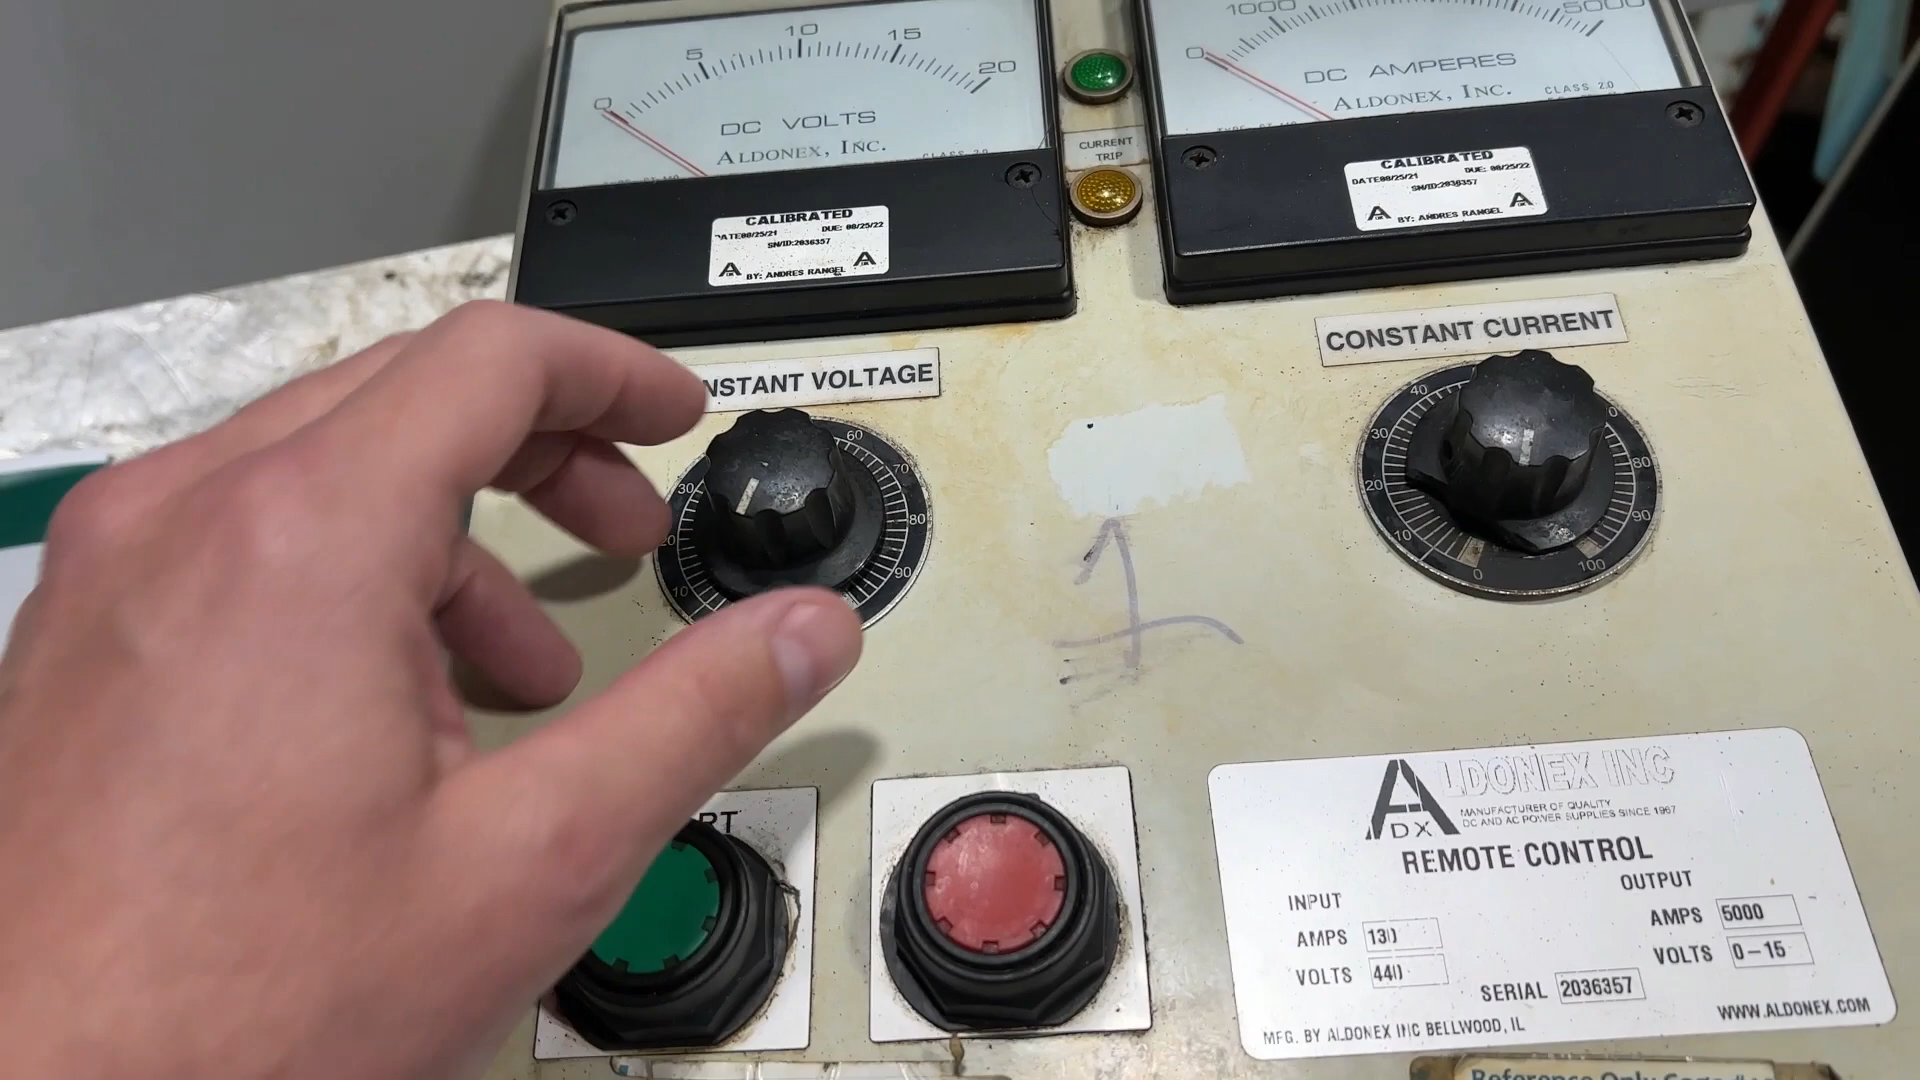 0 5 10 15 20
DC VOLTS
ALDONEX, INC.
CLASS 2.0
CALIBRATED
DATE 08/25/21 DUE: 08/25/22
SN/ID:2036357
BY: ANDRES RANGEL
CURRENT
TRIP
0 1000 5000
DC AMPERES
ALDONEX, INC.
CLASS 2.0
CALIBRATED
DATE 08/25/21 DUE: 08/25/22
SN/ID:2036357
BY: ANDRES RANGEL
NSTANT VOLTAGE
10 20 30 60 70 80 90
CONSTANT CURRENT
0 10 20 30 40 80 90 100
1
RT
ALDONEX INC
DX
MANUFACTURER OF QUALITY
DC AND AC POWER SUPPLIES SINCE 1967
REMOTE CONTROL
INPUT
AMPS 130
VOLTS 440
OUTPUT
AMPS 5000
VOLTS 0-15
SERIAL 2036357
WWW.ALDONEX.COM
MFG. BY ALDONEX INC BELLWOOD, IL